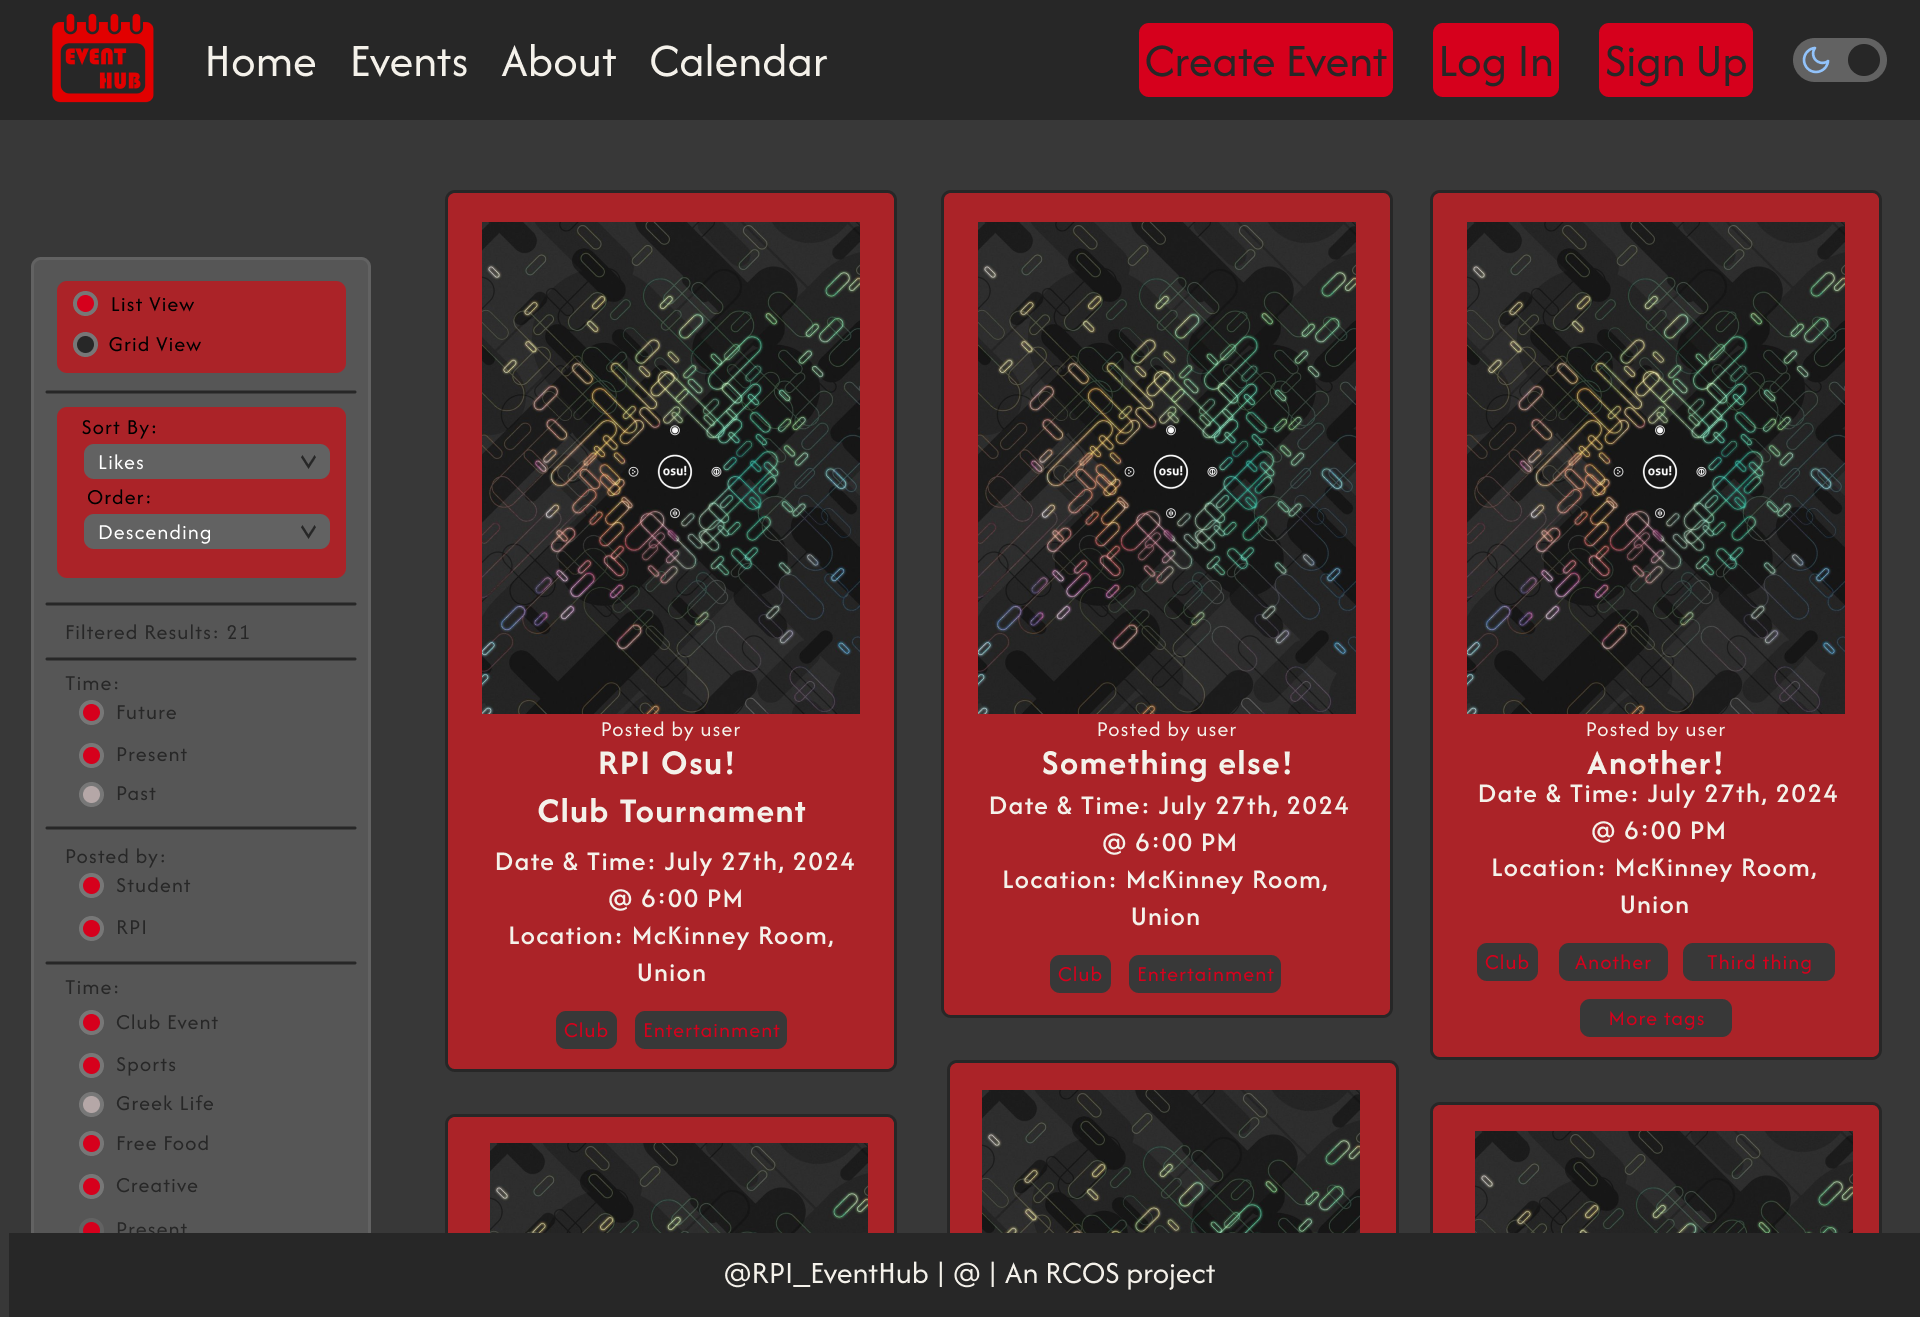 EVENT
HUB
Home Events About Calendar
Create Event Log In Sign Up
List View
Grid View
Sort By:
Likes
Order:
Descending
Filtered Results: 21
Time:
Future
Present
Past
Posted by:
Student
RPI
Time:
Club Event
Sports
Greek Life
Free Food
Creative
Present
osu!
Posted by user
RPI Osu!
Club Tournament
Date & Time: July 27th, 2024
@ 6:00 PM
Location: McKinney Room,
Union
Club Entertainment
osu!
Posted by user
Something else!
Date & Time: July 27th, 2024
@ 6:00 PM
Location: McKinney Room,
Union
Club Entertainment
osu!
Posted by user
Another!
Date & Time: July 27th, 2024
@ 6:00 PM
Location: McKinney Room,
Union
Club Another Third thing
More tags
@RPI_EventHub | @ | An RCOS project